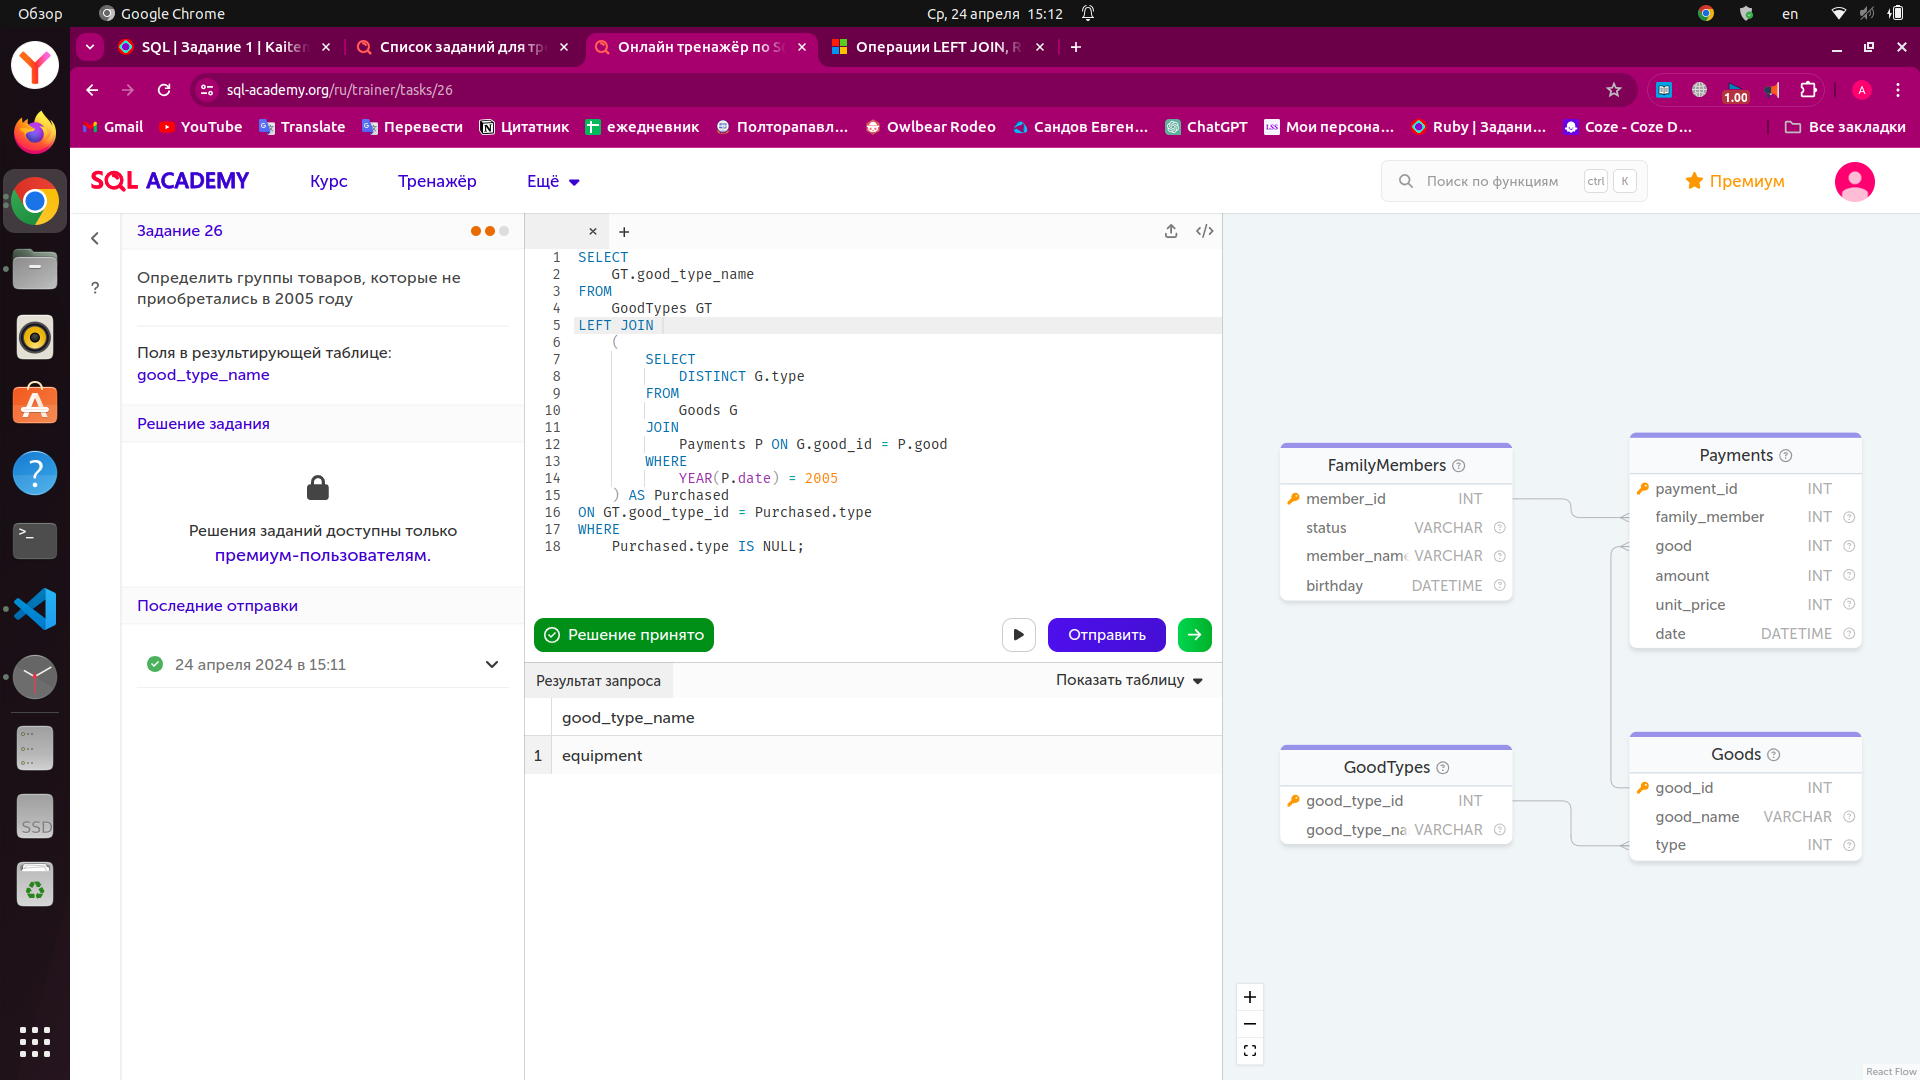 Обзор
Google Chrome
Ср, 24 апреля 15:12
en
SQL | Задание 1 | Kaiten
Список заданий для тр
Онлайн тренажёр по S
Операции LEFT JOIN, R
sql-academy.org/ru/trainer/tasks/26
1.00
A
Gmail
YouTube
Translate
Перевести
Цитатник
ежедневник
Полторапавл...
Owlbear Rodeo
Сандов Евген...
ChatGPT
LSS
Мои персона...
Ruby | Задани...
Coze - Coze D...
Все закладки
SQL ACADEMY
Курс
Тренажёр
Ещё
Поиск по функциям
ctrl
K
Премиум
Задание 26
Определить группы товаров, которые не
приобретались в 2005 году
Поля в результирующей таблице:
good_type_name
Решение задания
Решения заданий доступны только
премиум-пользователям.
Последние отправки
24 апреля 2024 в 15:11
1 SELECT
2 GT.good_type_name
3 FROM
4 GoodTypes GT
5 LEFT JOIN
6 (
7 SELECT
8 DISTINCT G.type
9 FROM
10 Goods G
11 JOIN
12 Payments P ON G.good_id = P.good
13 WHERE
14 YEAR(P.date) = 2005
15 ) AS Purchased
16 ON GT.good_type_id = Purchased.type
17 WHERE
18 Purchased.type IS NULL;
Решение принято
Отправить
Результат запроса
Показать таблицу
good_type_name
1 equipment
FamilyMembers
member_id INT
status VARCHAR
member_name VARCHAR
birthday DATETIME
Payments
payment_id INT
family_member INT
good INT
amount INT
unit_price INT
date DATETIME
GoodTypes
good_type_id INT
good_type_na VARCHAR
Goods
good_id INT
good_name VARCHAR
type INT
React Flow
SSD